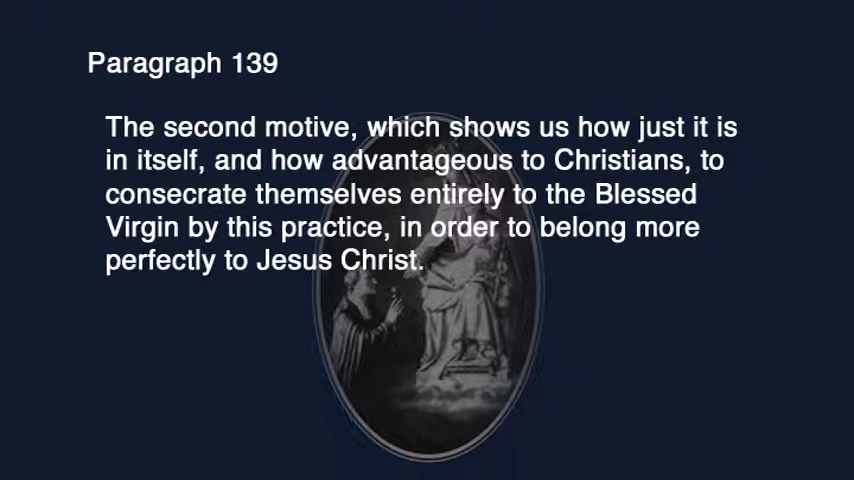 Paragraph 139
The second motive, which shows us how just it is
in itself, and how advantageous to Christians, to
consecrate themselves entirely to the Blessed
Virgin by this practice, in order to belong more
perfectly to Jesus Christ.